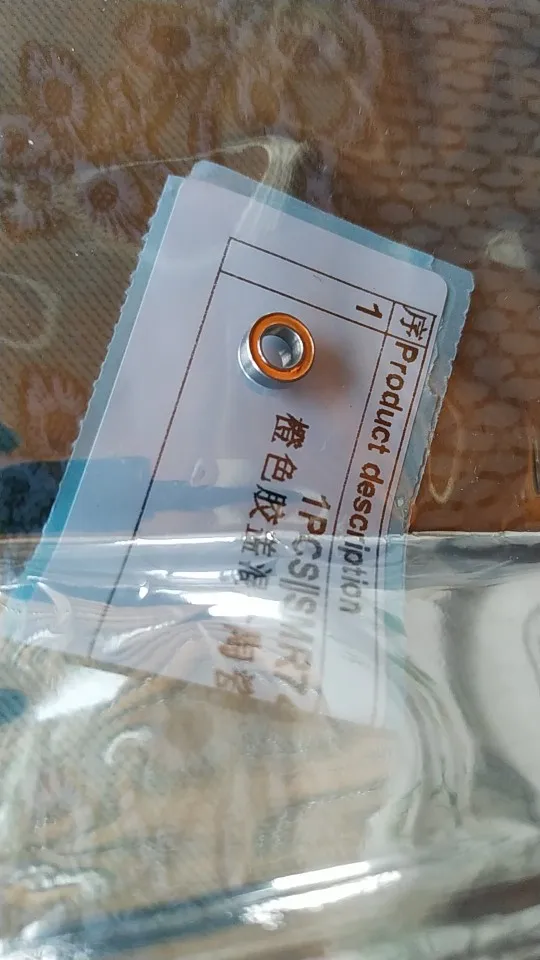 序 Product description
1 1PCS||SMR7
橙色胶